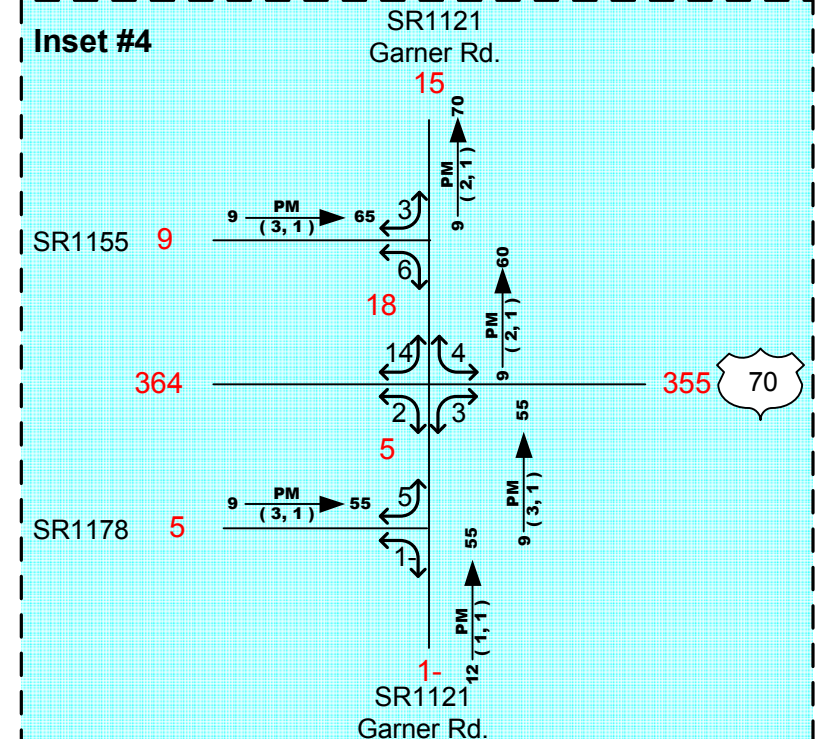 SR1121
Inset #4
Garner Rd.
15
70
PM
( 2, 1 )
9
9 PM 65
( 3, 1 )
3
SR1155 9
6
60
PM
( 2, 1 )
9
18
14 4
364 355 70
2 3
55
PM
( 3, 1 )
9
5
9 PM 55
( 3, 1 )
5
SR1178 5
1-
55
PM
( 1, 1 )
12
1-
SR1121
Garner Rd.